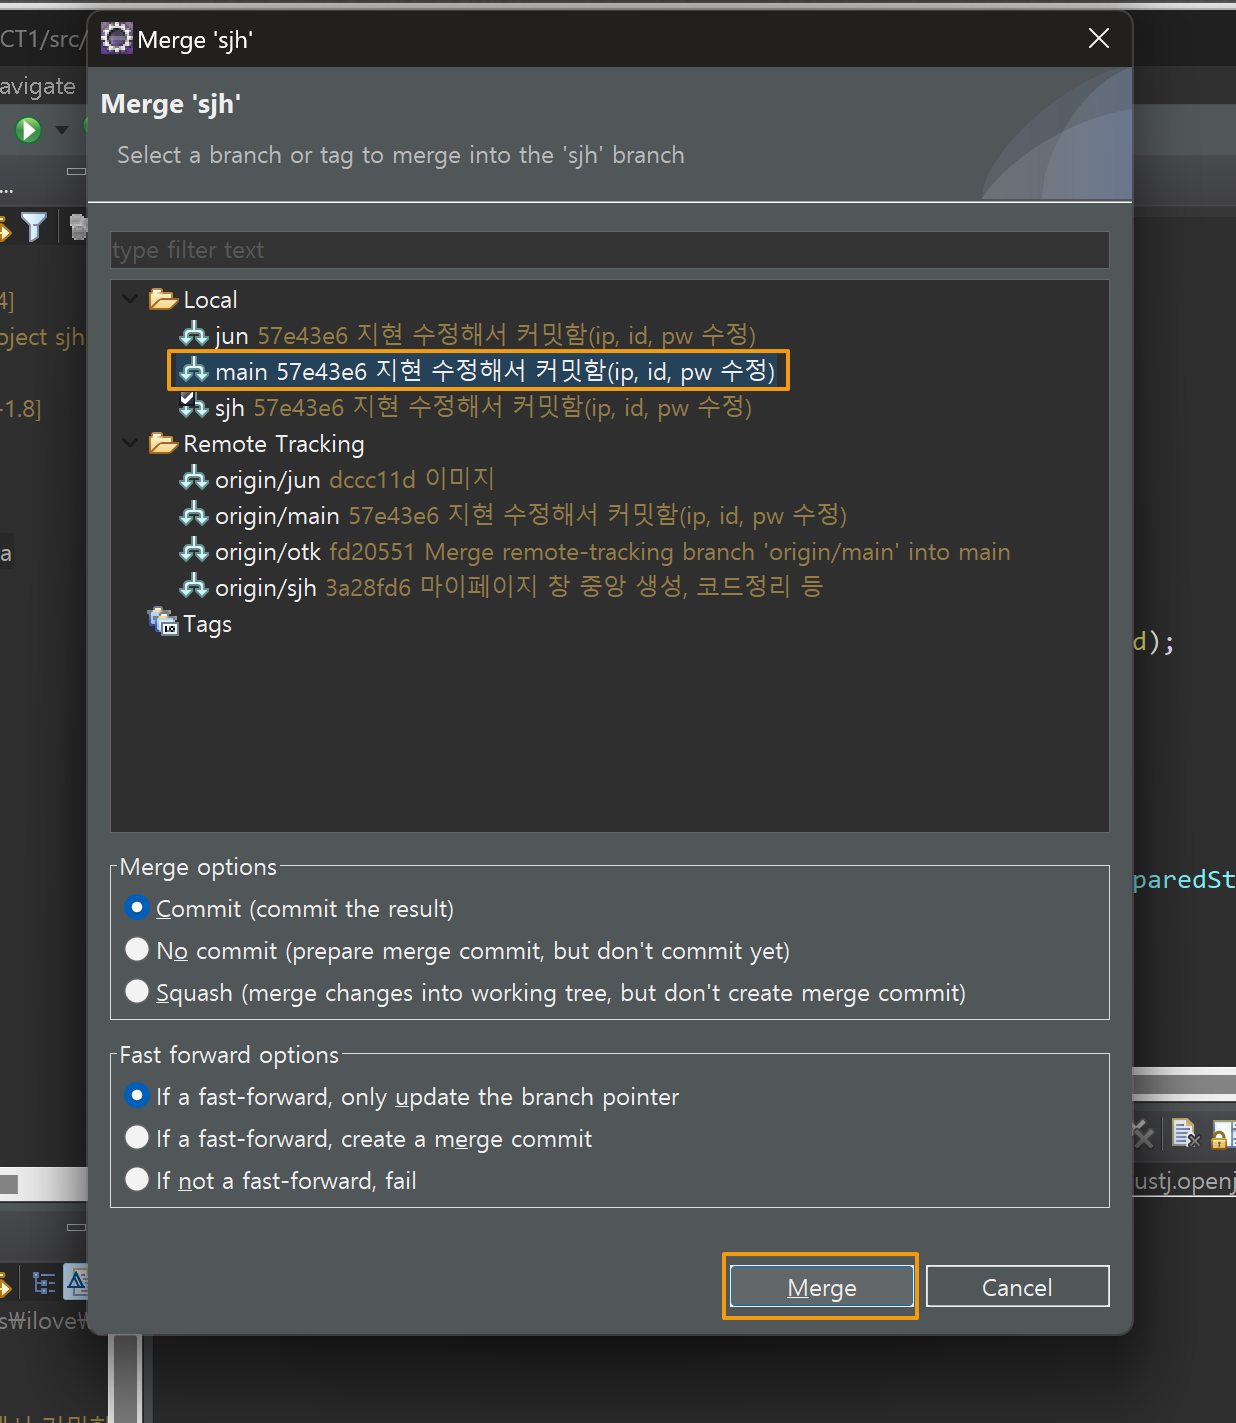 CT1/src/
Merge 'sjh'
avigate
Merge 'sjh'
Select a branch or tag to merge into the 'sjh' branch
...
type filter text
Local
4]
jun 57e43e6 지현 수정해서 커밋함(ip, id, pw 수정)
oject sjh
main 57e43e6 지현 수정해서 커밋함(ip, id, pw 수정)
-1.8]
sjh 57e43e6 지현 수정해서 커밋함(ip, id, pw 수정)
Remote Tracking
origin/jun dccc11d 이미지
origin/main 57e43e6 지현 수정해서 커밋함(ip, id, pw 수정)
a
origin/otk fd20551 Merge remote-tracking branch 'origin/main' into main
origin/sjh 3a28fd6 마이페이지 창 중앙 생성, 코드정리 등
Tags
d);
Merge options
paredSt
Commit (commit the result)
No commit (prepare merge commit, but don't commit yet)
Squash (merge changes into working tree, but don't create merge commit)
Fast forward options
If a fast-forward, only update the branch pointer
If a fast-forward, create a merge commit
If not a fast-forward, fail
ustj.openj
Merge
Cancel
s₩ilove₩